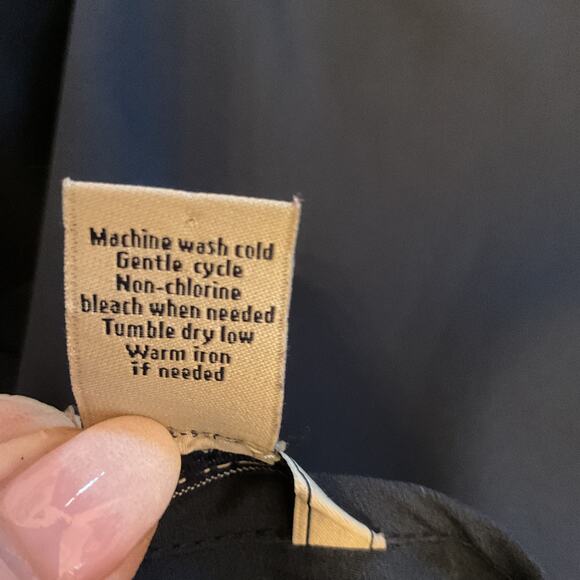 Machine wash cold
Gentle cycle
Non-chlorine
bleach when needed
Tumble dry low
Warm iron
if needed